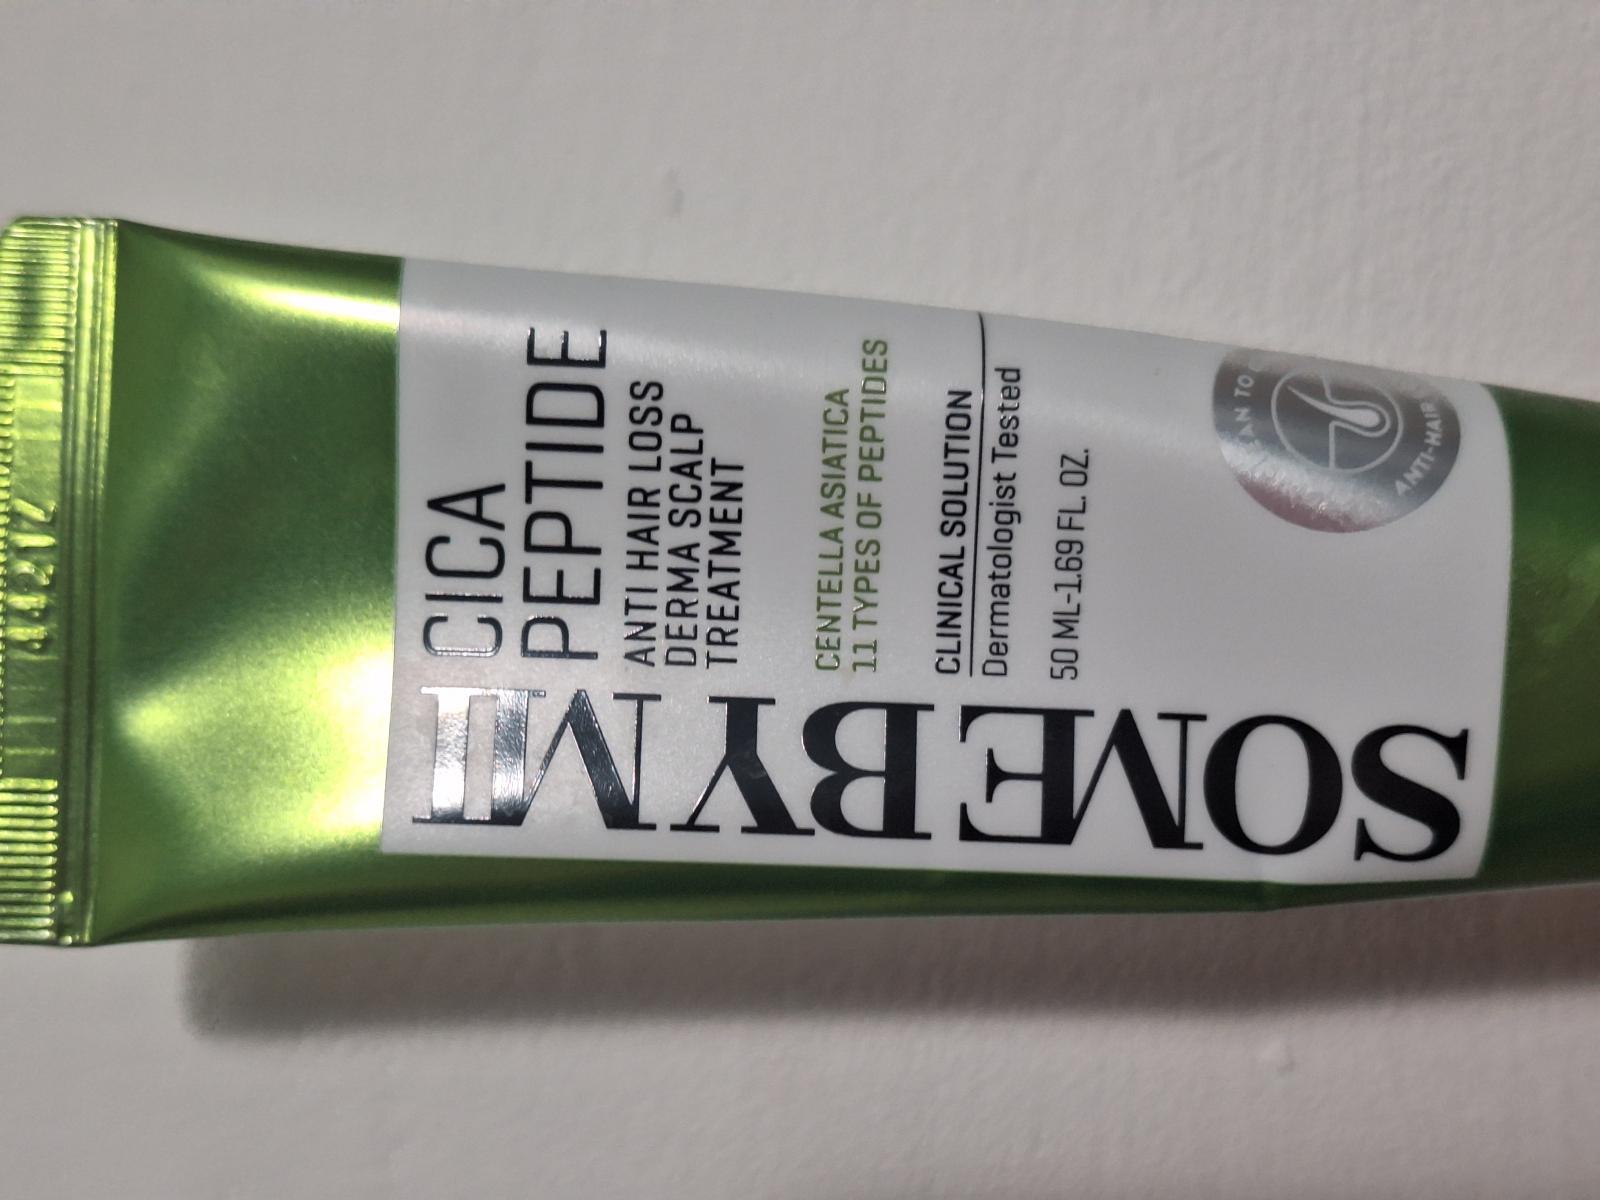 SOME BY MI
CICA
PEPTIDE
ANTI HAIR LOSS
DERMA SCALP
TREATMENT
CENTELLA ASIATICA
11 TYPES OF PEPTIDES
CLINICAL SOLUTION
Dermatologist Tested
50 ML-1.69 FL. OZ.
TO
ANTI-HAIR